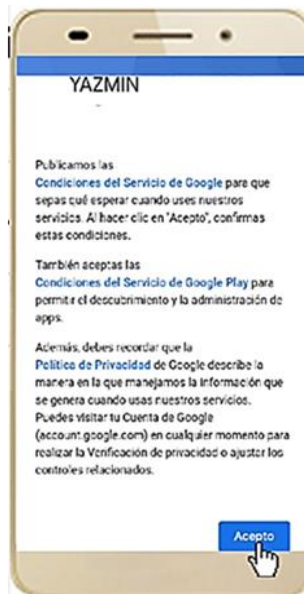 YAZMIN
Publicamos las
Condiciones del Servicio de Google para que
sepas qué esperar cuando uses nuestros
servicios. Al hacer clic en "Acepto", confirmas
estas condiciones.
También aceptas las
Condiciones del Servicio de Google Play para
permitir el descubrimiento y la administración de
apps.
Además, debes recordar que la
Política de Privacidad de Google describe la
manera en la que manejamos la información que
se genera cuando usas nuestros servicios.
Puedes visitar tu Cuenta de Google
(account.google.com) en cualquier momento para
realizar la Verificación de privacidad o ajustar los
controles relacionados.
Acepto